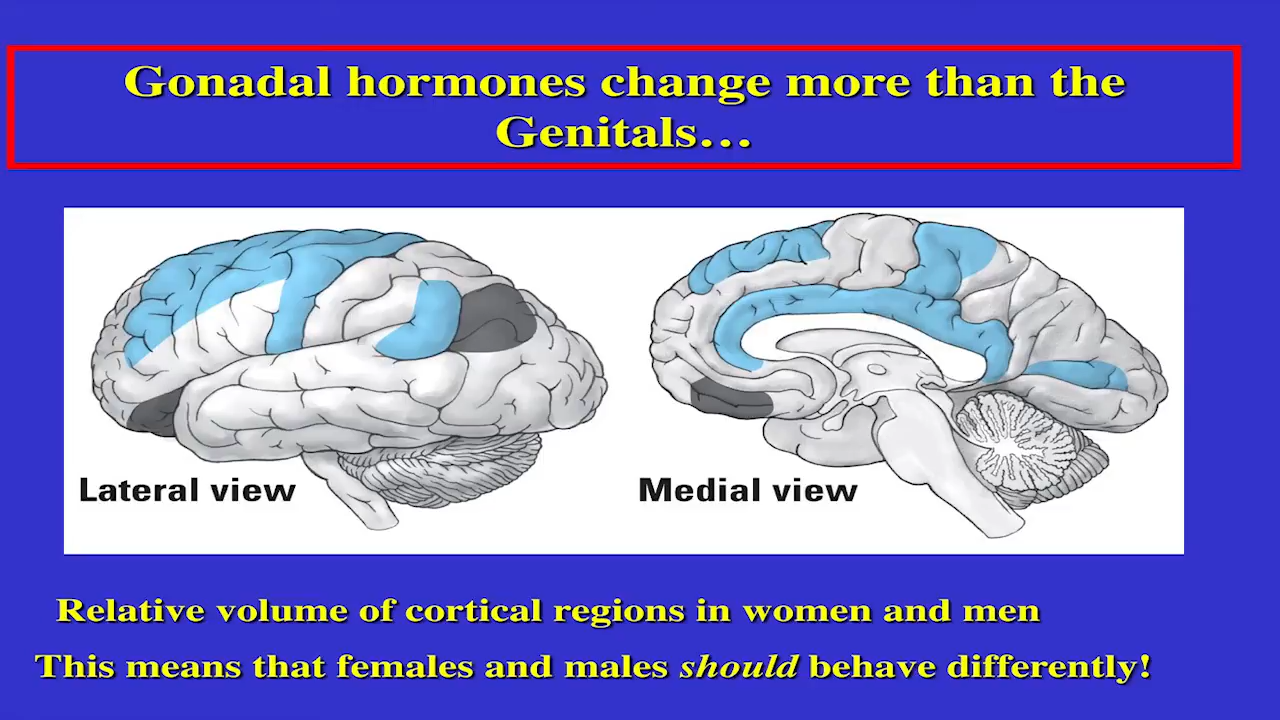 Gonadal hormones change more than the
Genitals…
Lateral view
Medial view
Relative volume of cortical regions in women and men
This means that females and males should behave differently!